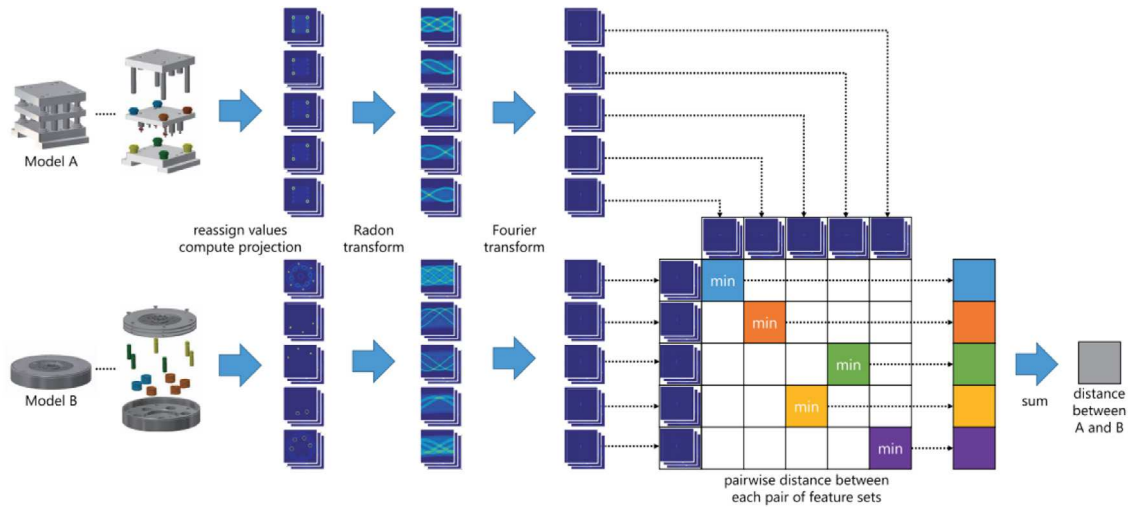 Model A
reassign values
compute projection
Radon
transform
Fourier
transform
min
min
min
min
min
Model B
sum
distance
between
A and B
pairwise distance between
each pair of feature sets